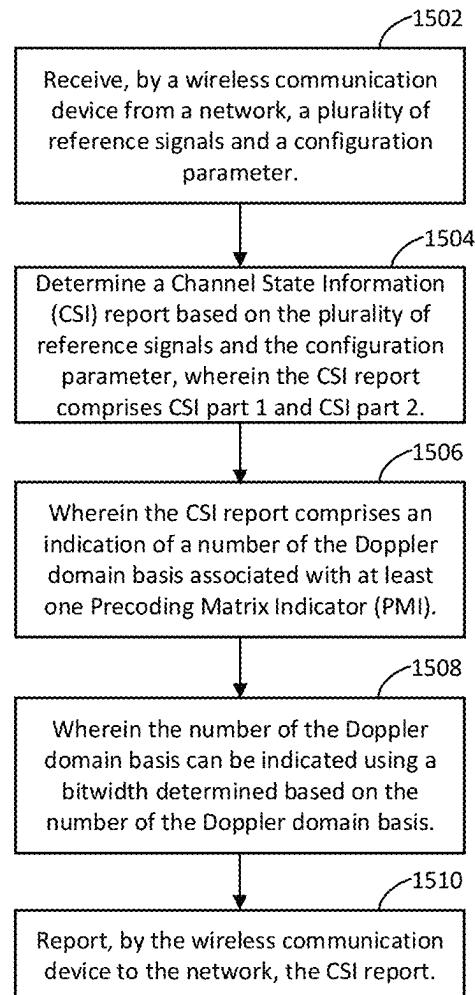 1502
Receive, by a wireless communication
device from a network, a plurality of
reference signals and a configuration
parameter.
1504
Determine a Channel State Information
(CSI) report based on the plurality of
reference signals and the configuration
parameter, wherein the CSI report
comprises CSI part 1 and CSI part 2.
1506
Wherein the CSI report comprises an
indication of a number of the Doppler
domain basis associated with at least
one Precoding Matrix Indicator (PMI).
1508
Wherein the number of the Doppler
domain basis can be indicated using a
bitwidth determined based on the
number of the Doppler domain basis.
1510
Report, by the wireless communication
device to the network, the CSI report.